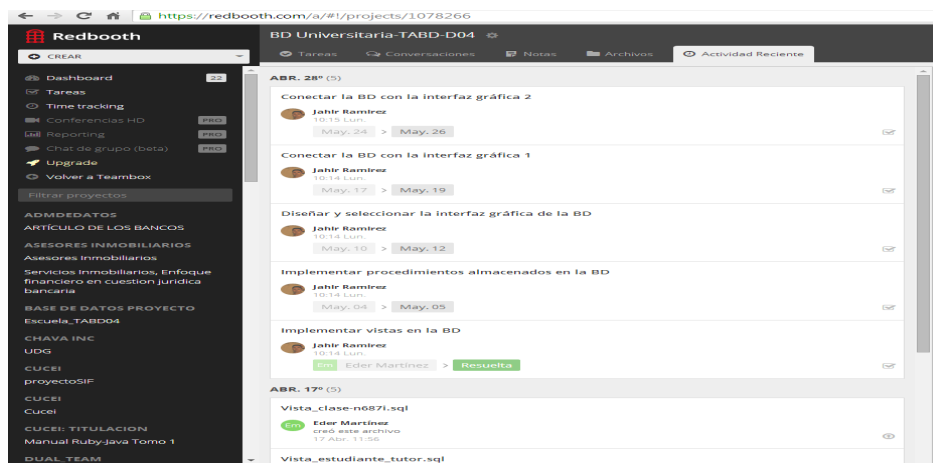 https://redbooth.com/a/#!/projects/1078266
Redbooth
CREAR
Dashboard 22
Tareas
Time tracking
Conferencias HD PRO
Reporting PRO
Chat de grupo (beta) PRO
Upgrade
Volver a Teambox
Filtrar proyectos
ADMDEDATOS
ARTÍCULO DE LOS BANCOS
ASESORES INMOBILIARIOS
Asesores Inmobiliarios
Servicios Inmobiliarios, Enfoque
financiero en cuestion juridica
bancaria
BASE DE DATOS PROYECTO
Escuela_TABD04
CHAVA INC
UDG
CUCEI
proyectoSIF
CUCEI
Cucei
CUCEI: TITULACION
Manual Ruby-Java Tomo 1
DUAL_TEAM
BD Universitaria-TABD-D04
Tareas Conversaciones Notas Archivos Actividad Reciente
ABR. 28º (5)
Conectar la BD con la interfaz gráfica 2
Jahir Ramirez
10:15 Lun.
May. 24 > May. 26
Conectar la BD con la interfaz gráfica 1
Jahir Ramirez
10:14 Lun.
May. 17 > May. 19
Diseñar y seleccionar la interfaz gráfica de la BD
Jahir Ramirez
10:14 Lun.
May. 10 > May. 12
Implementar procedimientos almacenados en la BD
Jahir Ramirez
10:14 Lun.
May. 04 > May. 05
Implementar vistas en la BD
Jahir Ramirez
10:14 Lun.
Em Eder Martínez > Resuelta
ABR. 17º (5)
Vista_clase-n687i.sql
Em Eder Martínez
creó este archivo
17 Abr. 11:56
Vista_estudiante_tutor.sql